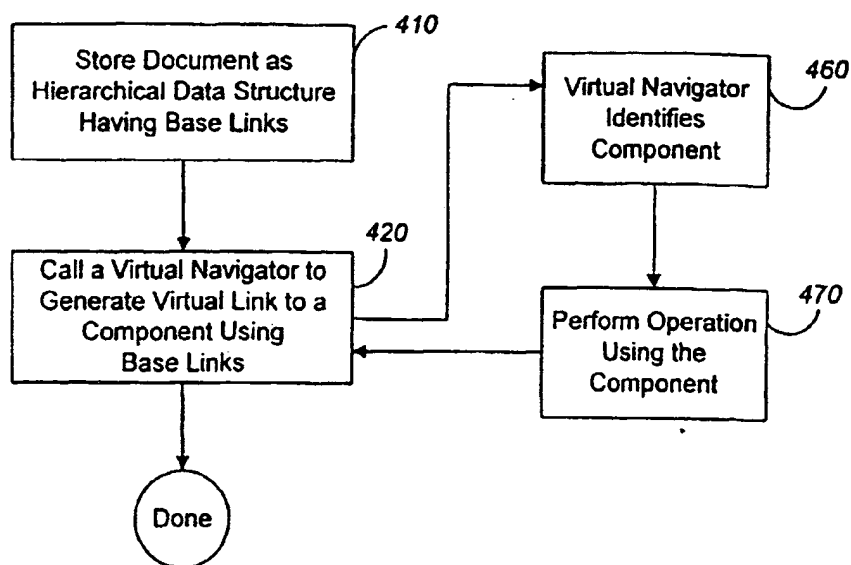 410
Store Document as
Hierarchical Data Structure
Having Base Links
460
Virtual Navigator
Identifies
Component
420
Call a Virtual Navigator to
Generate Virtual Link to a
Component Using
Base Links
470
Perform Operation
Using the
Component
Done